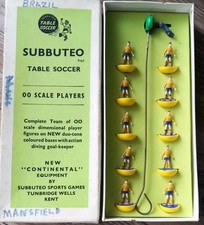 BRAZIL
TABLE SOCCER
SUBBUTEO
TABLE SOCCER
OO SCALE PLAYERS
Complete Team of OO
scale dimensional player
figures on NEW duo-tone
coloured bases with action
diving goal-keeper
NEW
"CONTINENTAL"
EQUIPMENT
BY
SUBBUTEO SPORTS GAMES
TUNBRIDGE WELLS
KENT
MANSFIELD